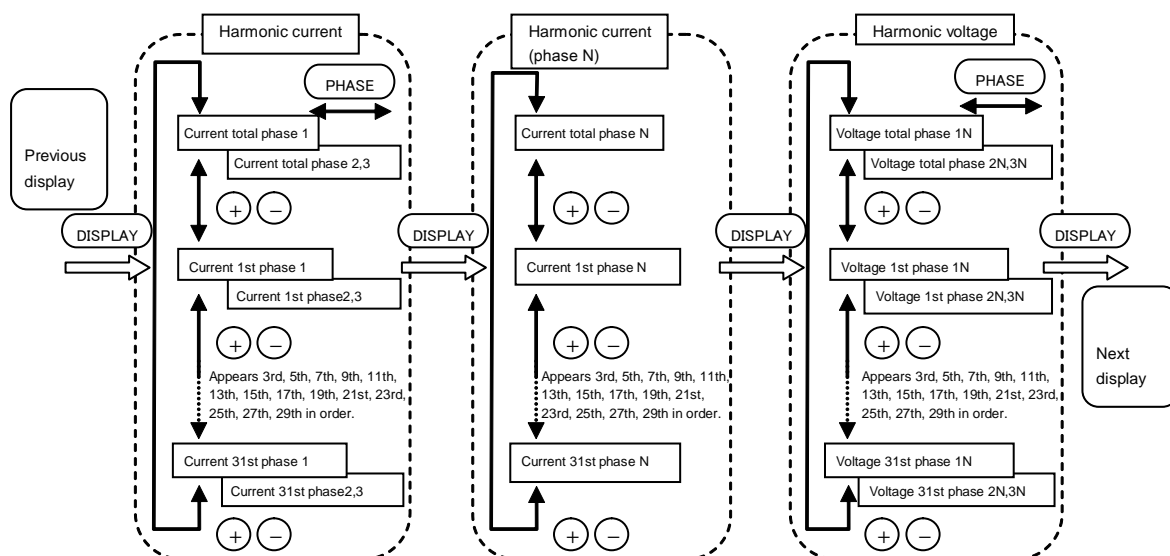 Harmonic current
Harmonic current
(phase N)
Harmonic voltage
Previous
display
DISPLAY
PHASE
Current total phase 1
Current total phase 2,3
+ −
Current 1st phase 1
Current 1st phase2,3
+ −
Appears 3rd, 5th, 7th, 9th, 11th,
13th, 15th, 17th, 19th, 21st, 23rd,
25th, 27th, 29th in order.
Current 31st phase 1
Current 31st phase2,3
+ −
DISPLAY
Current total phase N
+ −
Current 1st phase N
+ −
Appears 3rd, 5th, 7th, 9th, 11th,
13th, 15th, 17th, 19th, 21st,
23rd, 25th, 27th, 29th in order.
Current 31st phase N
+ −
DISPLAY
PHASE
Voltage total phase 1N
Voltage total phase 2N,3N
+ −
Voltage 1st phase 1N
Voltage 1st phase 2N,3N
+ −
Appears 3rd, 5th, 7th, 9th, 11th,
13th, 15th, 17th, 19th, 21st, 23rd,
25th, 27th, 29th in order.
Voltage 31st phase 1N
Voltage 31st phase 2N,3N
+ −
DISPLAY
Next
display